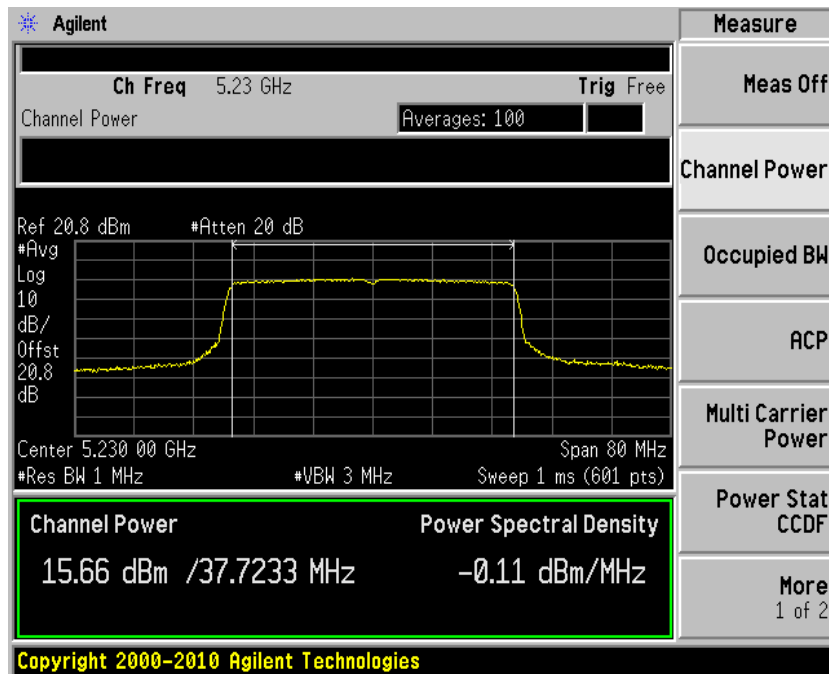 Agilent
Measure
Ch Freq 5.23 GHz Trig Free
Channel Power Averages: 100
Ref 20.8 dBm #Atten 20 dB
#Avg
Log
10
dB/
Offst
20.8
dB
Center 5.230 00 GHz Span 80 MHz
#Res BW 1 MHz #VBW 3 MHz Sweep 1 ms (601 pts)
Channel Power Power Spectral Density
15.66 dBm /37.7233 MHz -0.11 dBm/MHz
Copyright 2000-2010 Agilent Technologies
Meas Off
Channel Power
Occupied BW
ACP
Multi Carrier
Power
Power Stat
CCDF
More
1 of 2